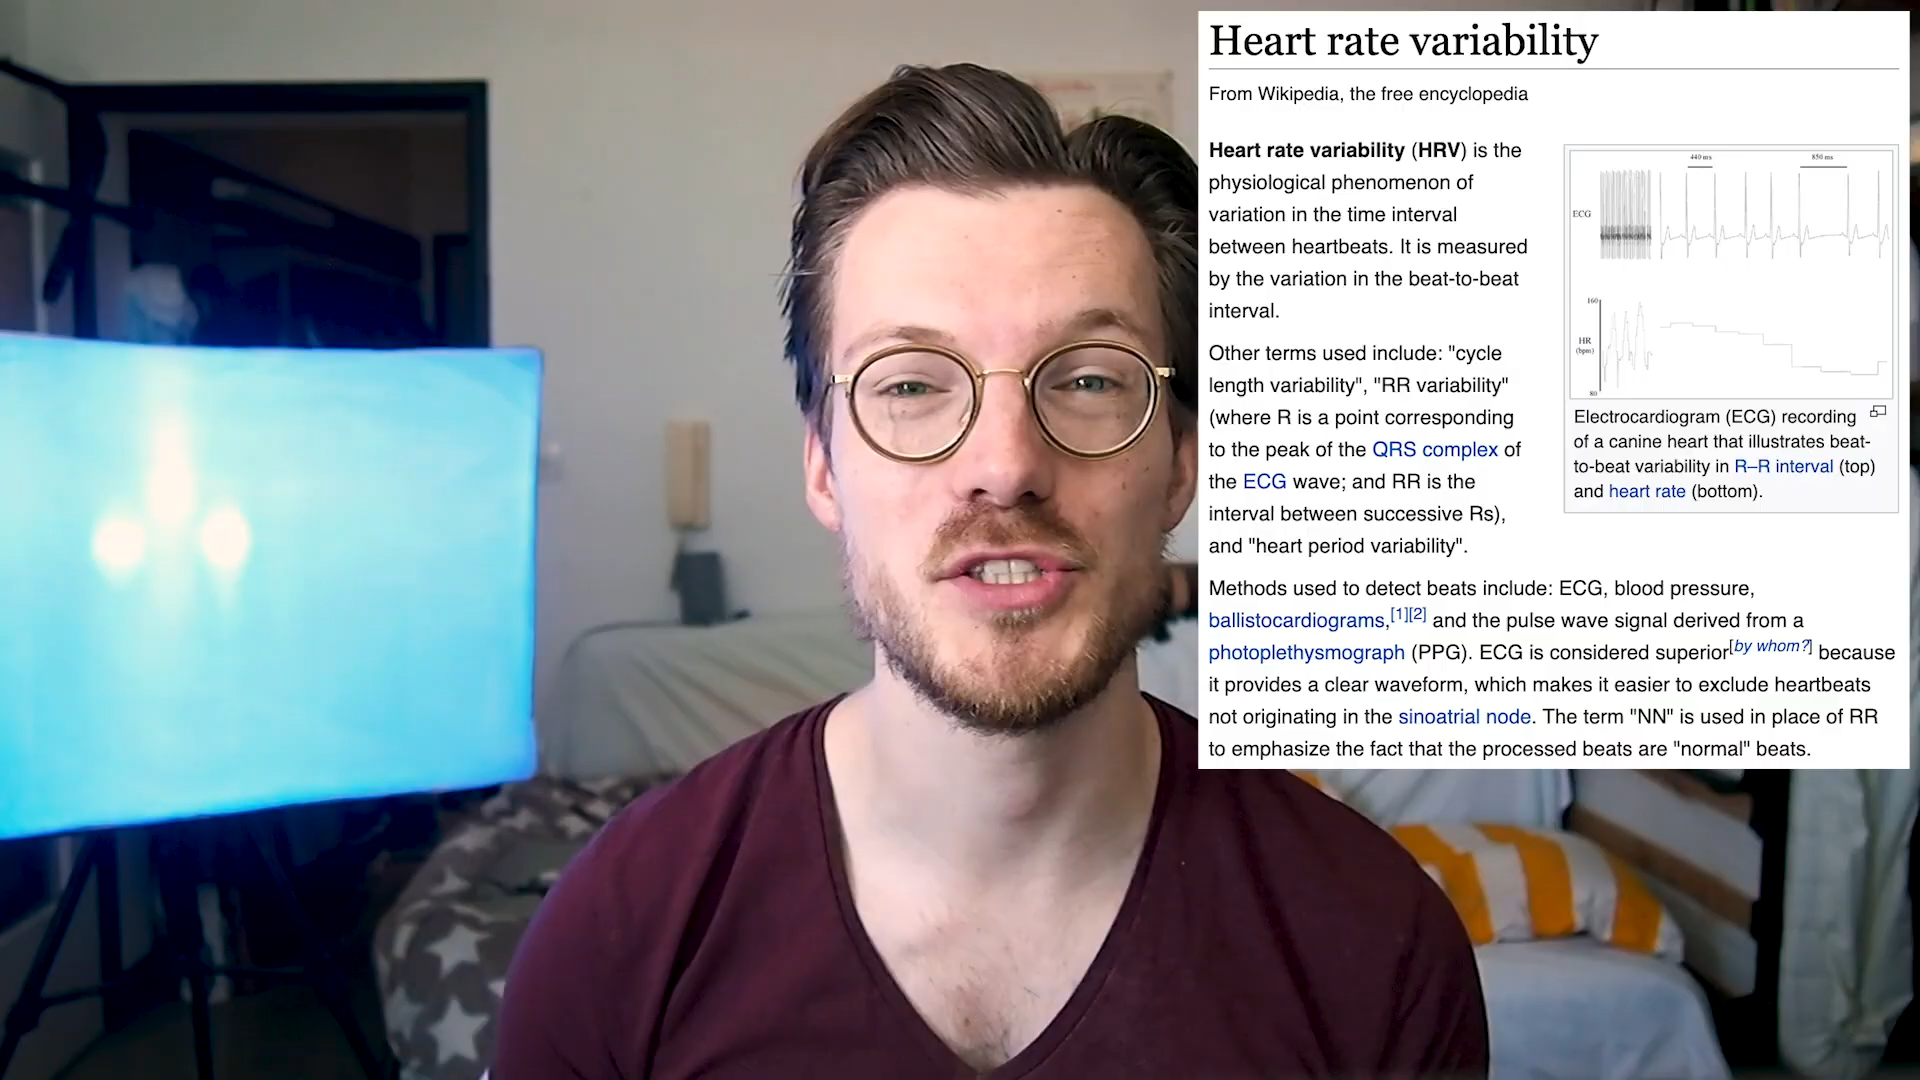 Heart rate variability
From Wikipedia, the free encyclopedia
Heart rate variability (HRV) is the
physiological phenomenon of
variation in the time interval
between heartbeats. It is measured
by the variation in the beat-to-beat
interval.
Other terms used include: "cycle
length variability", "RR variability"
(where R is a point corresponding
to the peak of the QRS complex of
the ECG wave; and RR is the
interval between successive Rs),
and "heart period variability".
440 ms 850 ms
ECG
160
HR
(bpm)
80
Electrocardiogram (ECG) recording
of a canine heart that illustrates beat-
to-beat variability in R–R interval (top)
and heart rate (bottom).
Methods used to detect beats include: ECG, blood pressure,
ballistocardiograms,[1][2] and the pulse wave signal derived from a
photoplethysmograph (PPG). ECG is considered superior[by whom?] because
it provides a clear waveform, which makes it easier to exclude heartbeats
not originating in the sinoatrial node. The term "NN" is used in place of RR
to emphasize the fact that the processed beats are "normal" beats.